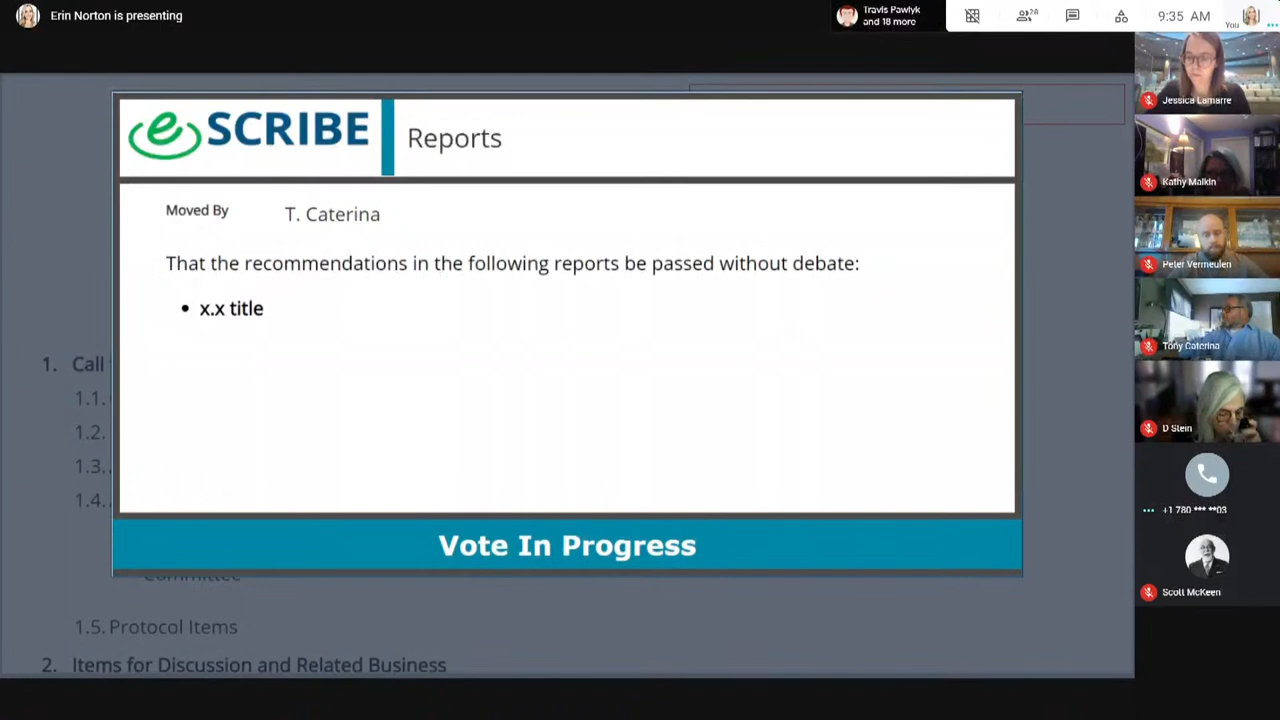 Erin Norton is presenting
Travis Pawlyk
and 18 more
28
9:35 AM
You
eSCRIBE
Reports
Moved By
T. Caterina
That the recommendations in the following reports be passed without debate:
• x.x title
Vote In Progress
1. Call
1.1.
1.2.
1.3.
1.4.
Committee
1.5. Protocol Items
2. Items for Discussion and Related Business
Jessica Lamarre
Kathy Malkin
Peter Vermeulen
Tony Caterina
D Stein
+1 780 *** **03
Scott McKeen